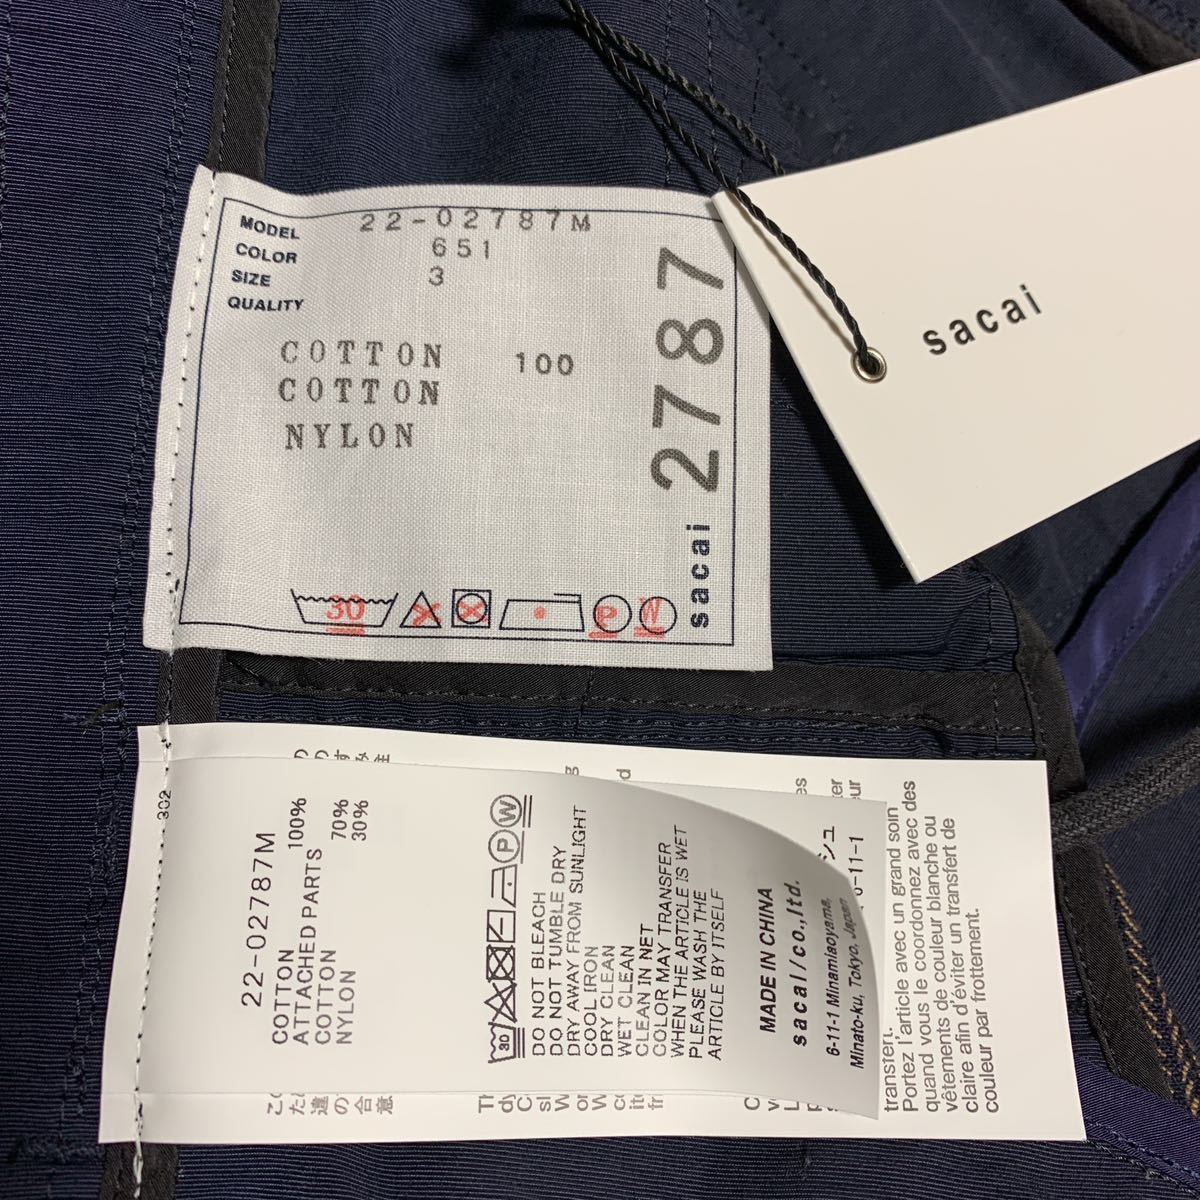 MODEL 22-02787M
COLOR 651
SIZE 3
QUALITY
COTTON 100
COTTON
NYLON
30 P W
2787
sacai
sacai
302
22-02787M
COTTON 100%
ATTACHED PARTS
COTTON 70%
NYLON 30%
30 P W
DO NOT BLEACH
DO NOT TUMBLE DRY
DRY AWAY FROM SUNLIGHT
COOL IRON
DRY CLEAN
WET CLEAN
CLEAN IN NET
COLOR MAY TRANSFER
WHEN THE ARTICLE IS WET
PLEASE WASH THE
ARTICLE BY ITSELF
MADE IN CHINA
sacai/co.,ltd.
6-11-1 Minamiaoyama,
Minato-ku, Tokyo, Japan
transfert.
Portez l'article avec un grand soin
quand vous le coordonnez avec des
vêtements de couleur blanche ou
claire afin d'éviter un transfert de
couleur par frottement.